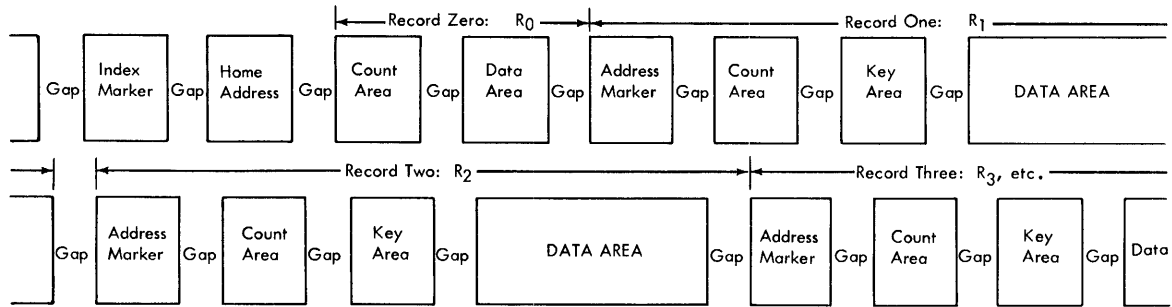 Record Zero: R0 Record One: R1
Gap Index Marker Gap Home Address Gap Count Area Gap Data Area Gap Address Marker Gap Count Area Gap Key Area Gap DATA AREA
Record Two: R2 Record Three: R3, etc.
Gap Address Marker Gap Count Area Gap Key Area Gap DATA AREA Gap Address Marker Gap Count Area Gap Key Area Gap Data